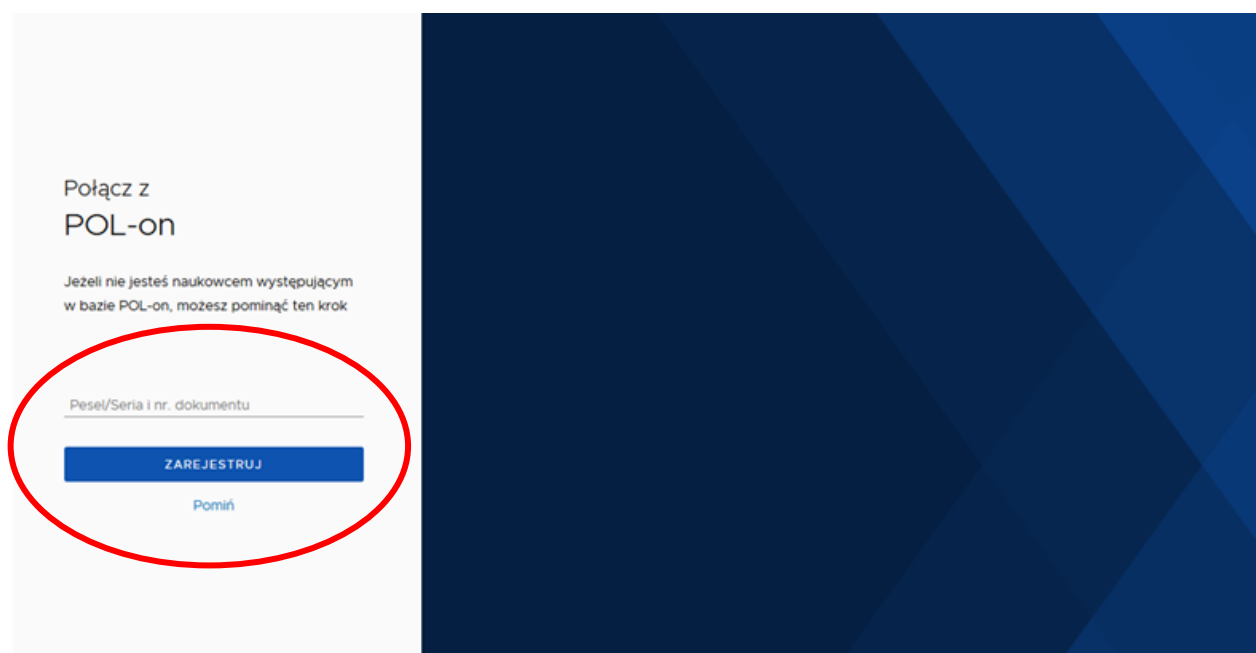 Połącz z
POL-on
Jeżeli nie jesteś naukowcem występującym
w bazie POL-on, możesz pominąć ten krok
Pesel/Seria i nr. dokumentu
ZAREJESTRUJ
Pomiń